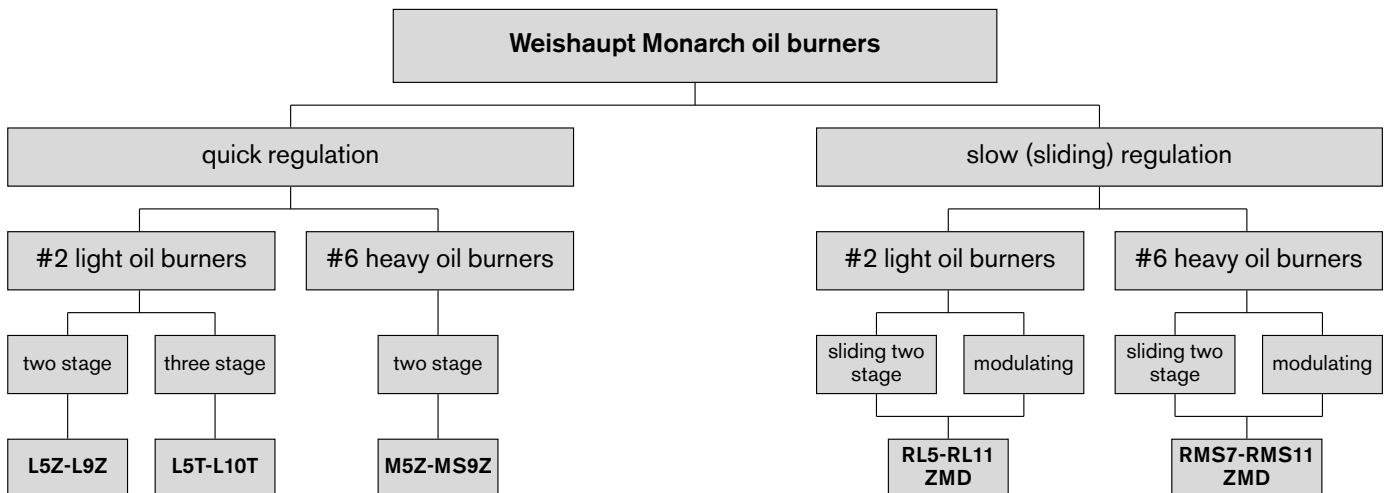 Weishaupt Monarch oil burners
quick regulation
slow (sliding) regulation
#2 light oil burners
#6 heavy oil burners
#2 light oil burners
#6 heavy oil burners
two stage
three stage
two stage
sliding two
stage
modulating
sliding two
stage
modulating
L5Z-L9Z
L5T-L10T
M5Z-MS9Z
RL5-RL11
ZMD
RMS7-RMS11
ZMD